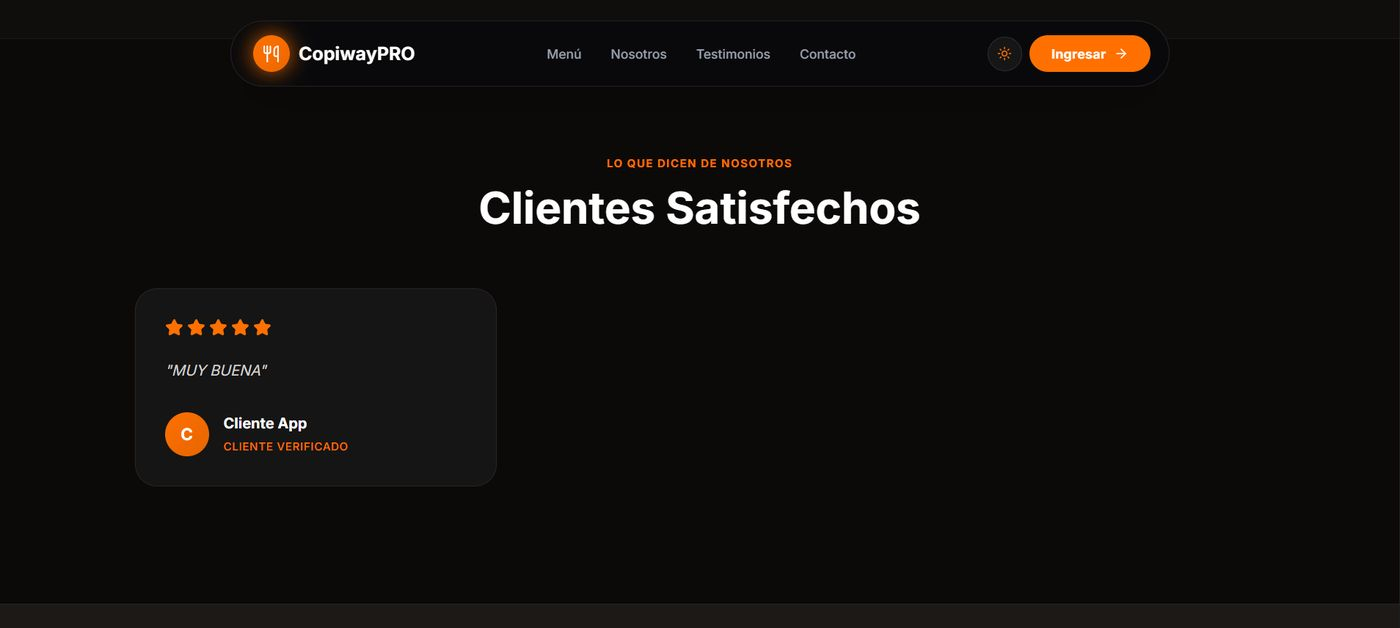 CopiwayPRO
Menú
Nosotros
Testimonios
Contacto
Ingresar
LO QUE DICEN DE NOSOTROS
Clientes Satisfechos
"MUY BUENA"
C
Cliente App
CLIENTE VERIFICADO